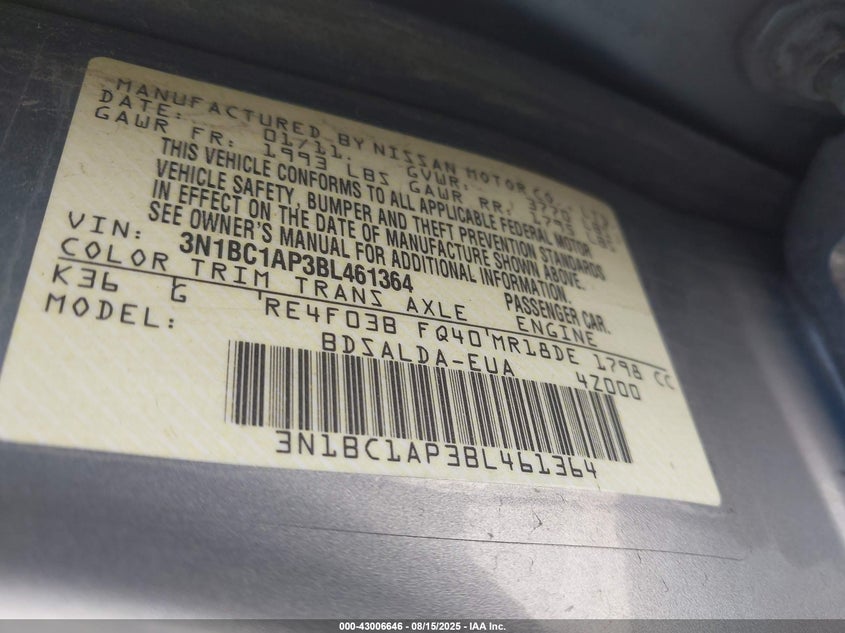 MANUFACTURED BY NISSAN MOTOR CO.
DATE: 01/11. GVWR: 3770
GAWR FR: 1993 LBS GAWR RR: 1795 LBS
THIS VEHICLE CONFORMS TO ALL APPLICABLE FEDERAL MOTOR
VEHICLE SAFETY, BUMPER AND THEFT PREVENTION STANDARDS
IN EFFECT ON THE DATE OF MANUFACTURE SHOWN ABOVE.
SEE OWNER'S MANUAL FOR ADDITIONAL INFORMATION.
VIN: 3N1BC1AP3BL461364 PASSENGER CAR.
COLOR TRIM TRANS AXLE ENGINE
K36 G RE4F03B FQ40 MR18DE 1798 CC
MODEL: BDSALDA-EUA 4Z000
3N1BC1AP3BL461364
000-43006646 - 08/15/2025 - IAA Inc.